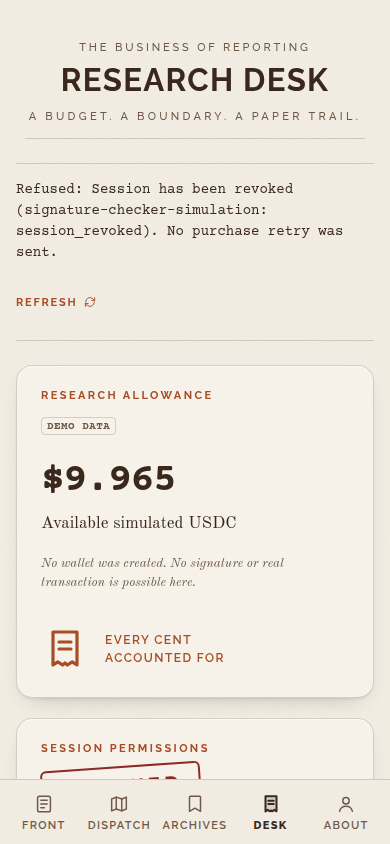 THE BUSINESS OF REPORTING
RESEARCH DESK
A BUDGET. A BOUNDARY. A PAPER TRAIL.
Refused: Session has been revoked
(signature-checker-simulation:
session_revoked). No purchase retry was
sent.
REFRESH
RESEARCH ALLOWANCE
DEMO DATA
$9.965
Available simulated USDC
No wallet was created. No signature or real
transaction is possible here.
EVERY CENT
ACCOUNTED FOR
SESSION PERMISSIONS
FRONT DISPATCH ARCHIVES DESK ABOUT